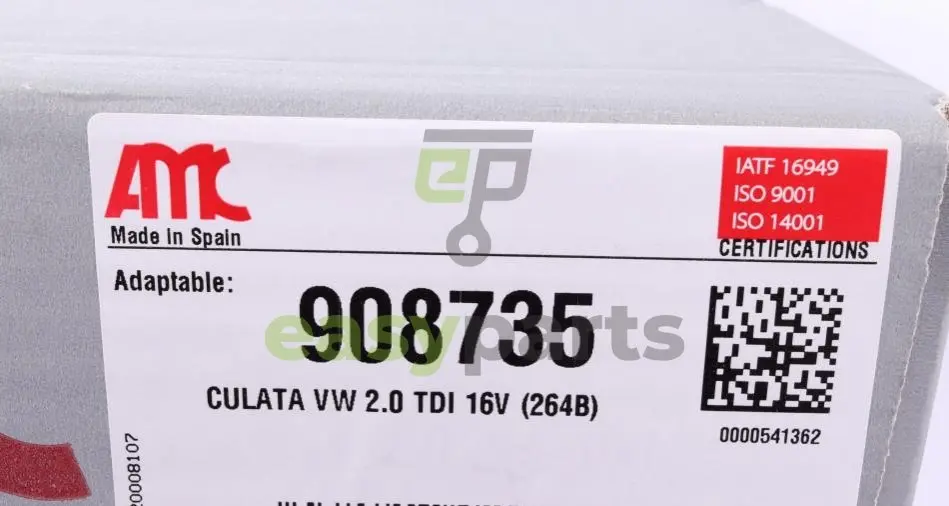 AMC
Made in Spain
IATF 16949
ISO 9001
ISO 14001
CERTIFICATIONS
Adaptable:
908735
easyparts
ep
CULATA VW 2.0 TDI 16V (264B)
0000541362
20008107